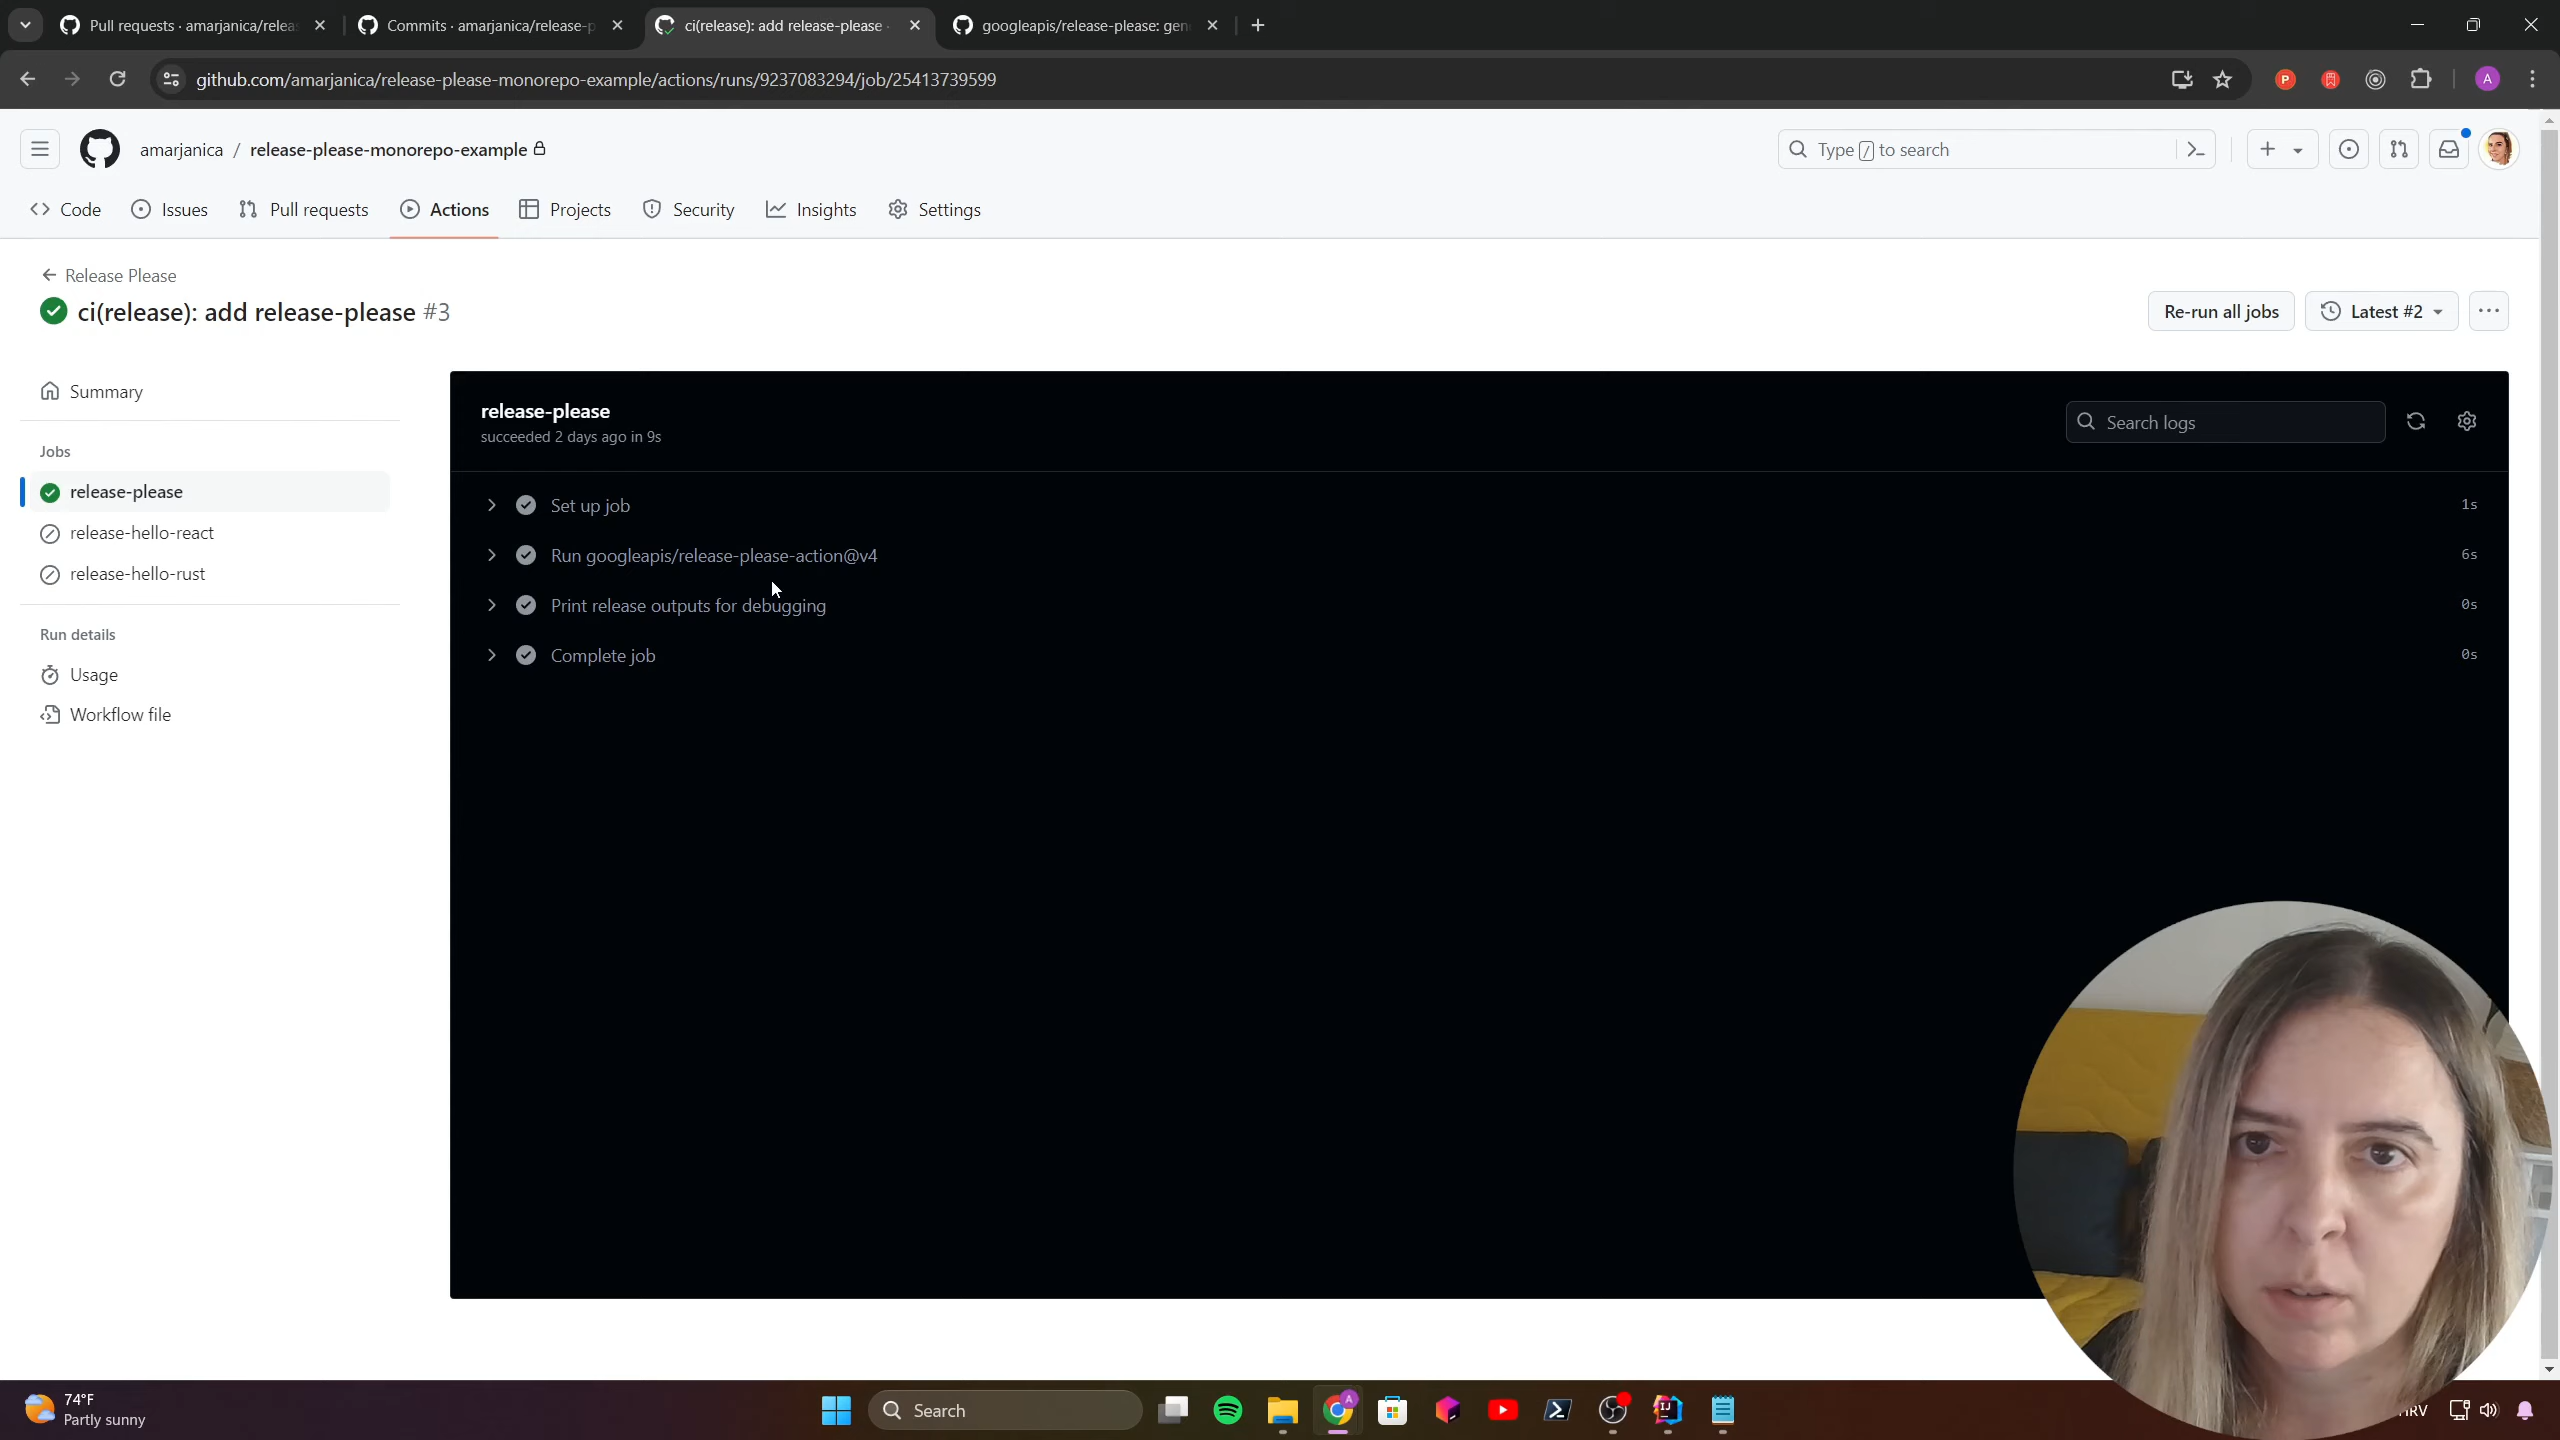 Pull requests · amarjanica/relea
Commits · amarjanica/release-p
ci(release): add release-please ·
googleapis/release-please: gen
github.com/amarjanica/release-please-monorepo-example/actions/runs/9237083294/job/25413739599
P
A
amarjanica / release-please-monorepo-example
Type / to search
Code
Issues
Pull requests
Actions
Projects
Security
Insights
Settings
Release Please
ci(release): add release-please #3
Re-run all jobs
Latest #2
Summary
Jobs
release-please
release-hello-react
release-hello-rust
Run details
Usage
Workflow file
release-please
succeeded 2 days ago in 9s
Search logs
Set up job
1s
Run googleapis/release-please-action@v4
6s
Print release outputs for debugging
0s
Complete job
0s
74°F
Partly sunny
Search
A
IJ
HRV